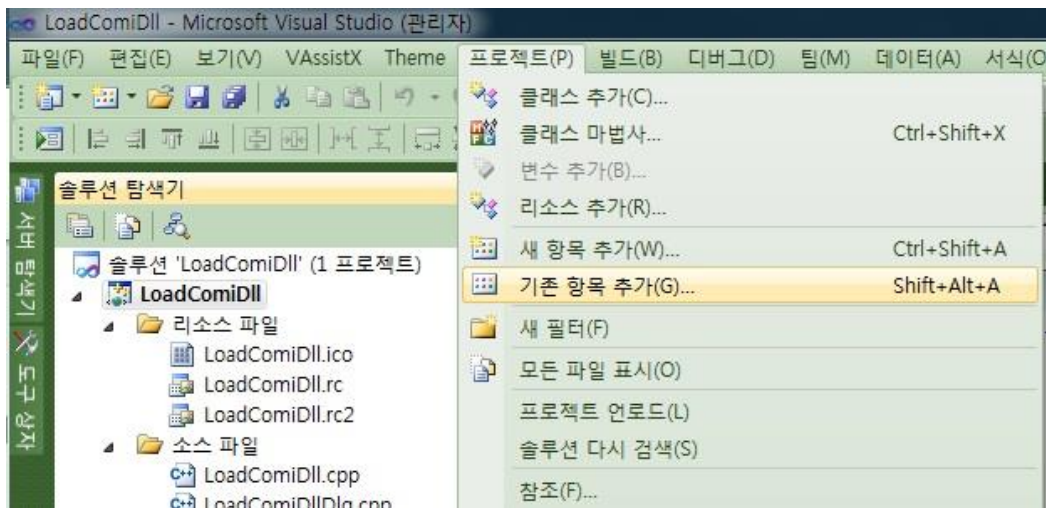 LoadComiDll - Microsoft Visual Studio (관리자)
파일(F) 편집(E) 보기(V) VAssistX Theme 프로젝트(P) 빌드(B) 디버그(D) 팀(M) 데이터(A) 서식(O
클래스 추가(C)...
클래스 마법사... Ctrl+Shift+X
변수 추가(B)...
리소스 추가(R)...
새 항목 추가(W)... Ctrl+Shift+A
기존 항목 추가(G)... Shift+Alt+A
새 필터(F)
모든 파일 표시(O)
프로젝트 언로드(L)
솔루션 다시 검색(S)
참조(F)...
서버 탐색기
도구 상자
솔루션 탐색기
솔루션 'LoadComiDll' (1 프로젝트)
LoadComiDll
리소스 파일
LoadComiDll.ico
LoadComiDll.rc
LoadComiDll.rc2
소스 파일
LoadComiDll.cpp
LoadComiDllDlg.cpp